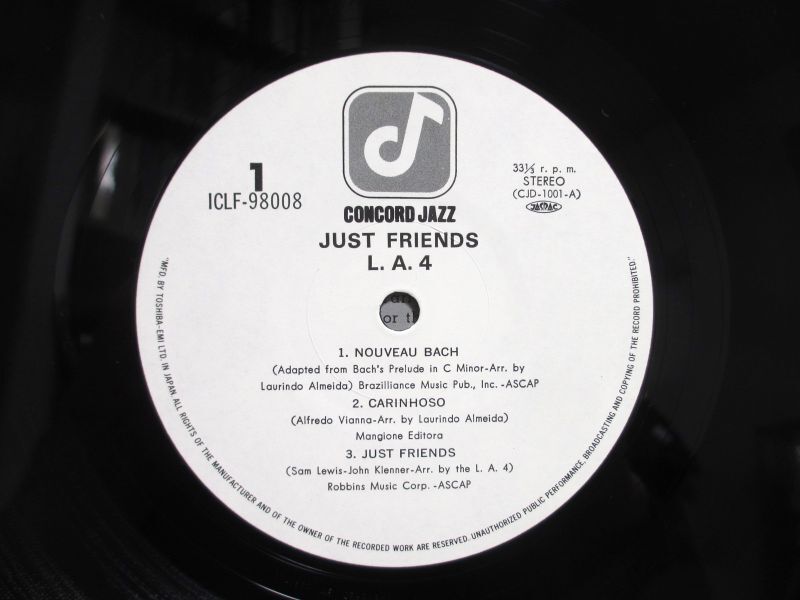 1
ICLF-98008
33⅓ r. p. m.
STEREO
(CJD-1001-A)
JASRAC
CONCORD JAZZ
JUST FRIENDS
L. A. 4
1. NOUVEAU BACH
(Adapted from Bach's Prelude in C Minor-Arr. by
Laurindo Almeida) Brazilliance Music Pub., Inc. -ASCAP
2. CARINHOSO
(Alfredo Vianna-Arr. by Laurindo Almeida)
Mangione Editora
3. JUST FRIENDS
(Sam Lewis-John Klenner-Arr. by the L. A. 4)
Robbins Music Corp. -ASCAP
"MFD. BY TOSHIBA-EMI LTD. IN JAPAN. ALL RIGHTS OF THE MANUFACTURER AND OF THE OWNER OF THE RECORDED WORK ARE RESERVED. UNAUTHORIZED PUBLIC PERFORMANCE, BROADCASTING AND COPYING OF THE RECORD PROHIBITED."